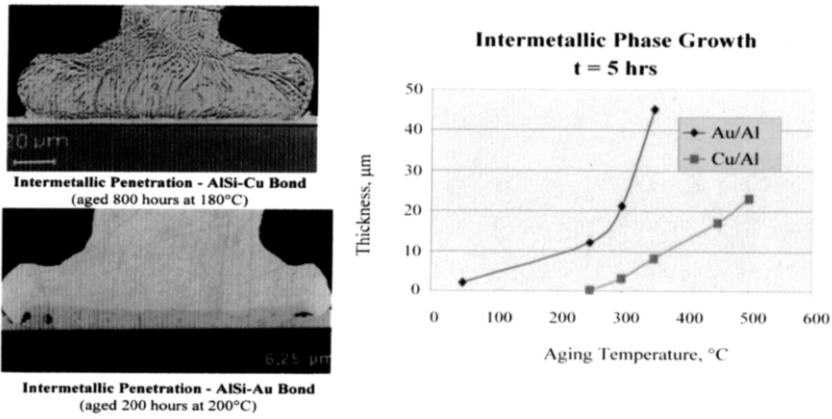 20 μm
Intermetallic Penetration - AlSi-Cu Bond
(aged 800 hours at 180°C)
6.25 μm
Intermetallic Penetration - AlSi-Au Bond
(aged 200 hours at 200°C)
Intermetallic Phase Growth
t = 5 hrs
Thickness, μm
50
40
30
20
10
0
Au/Al
Cu/Al
0 100 200 300 400 500 600
Aging Temperature, °C